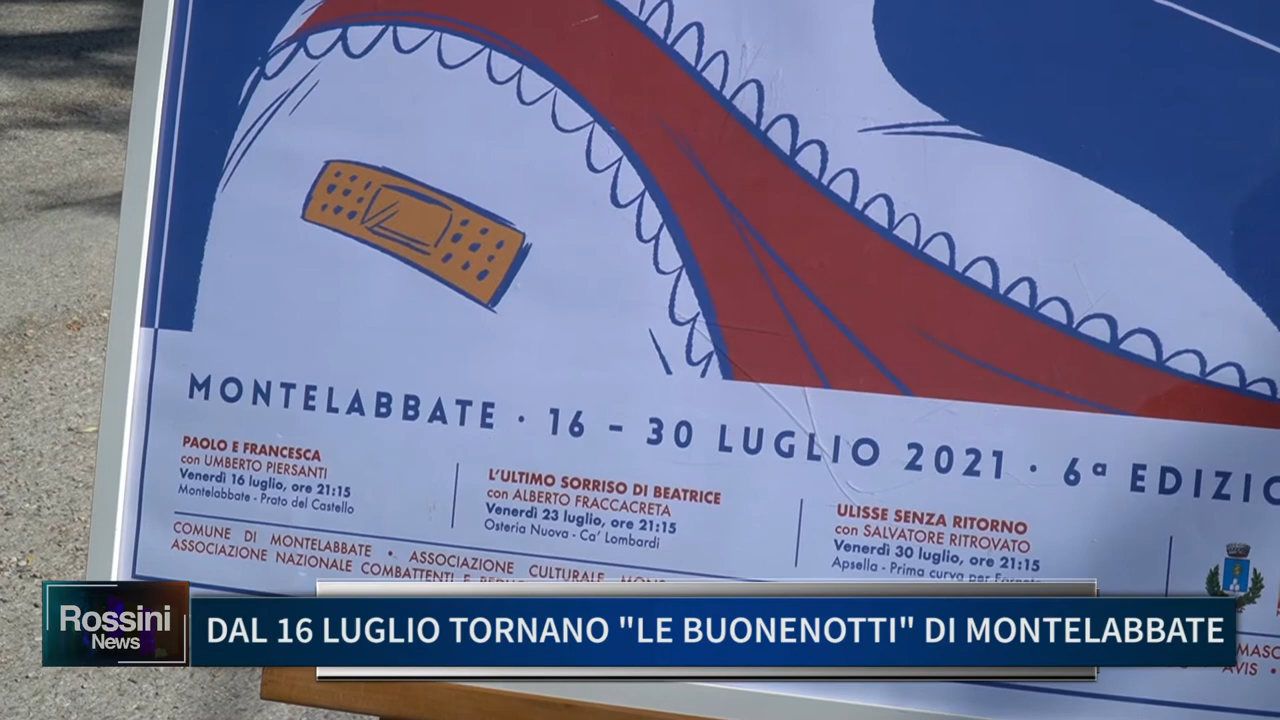 MONTELABBATE · 16 – 30 LUGLIO 2021 · 6ª
PAOLO E FRANCESCA
con UMBERTO PIERSANTI
Venerdì 16 luglio, ore 21:15
Montelabbate - Prato del Castello
L'ULTIMO SORRISO DI BEATRICE
con ALBERTO FRACCACRETA
Venerdì 23 luglio, ore 21:15
Osteria Nuova - Ca' Lombardi
ULISSE SENZA RITORNO
con SALVATORE RITROVATO
Venerdì 30 luglio, ore 21:15
Apsella - Prima curva per
COMUNE DI MONTELABBATE • ASSOCIAZIONE CULTURALE
ASSOCIAZIONE NAZIONALE COMBATTENTI E
AVIS •
Rossini
News
DAL 16 LUGLIO TORNANO "LE BUONENOTTI" DI MONTELABBATE